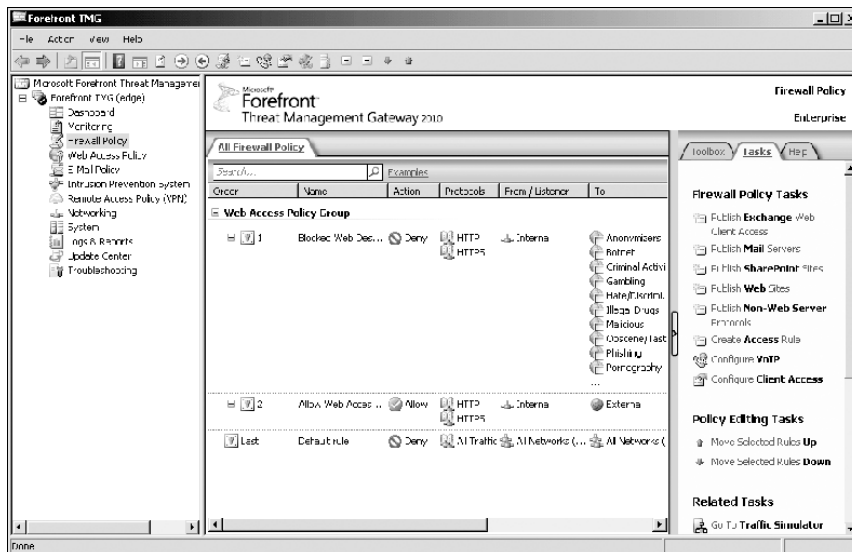 Forefront TMG
File Action View Help
Microsoft Forefront Threat Managemer
Forefront TMG (edge)
Dashboard
Monitoring
Firewall Policy
Web Access Policy
E-Mail Policy
Intrusion Prevention System
Remote Access Policy (VPN)
Networking
System
Logs & Reports
Update Center
Troubleshooting
Microsoft
Forefront
Threat Management Gateway 2010
Firewall Policy
Enterprise
All Firewall Policy
Search...
Examples
Order Name Action Protocols From / Listener To
Web Access Policy Group
1 Blocked Web Des... Deny HTTP Internal Anonymizers
HTTPS Botnet
Criminal Activi
Gambling
Hate/Discrimi.
Illegal Drugs
Malicious
Obscene/Tast
Phishing
Pornography
...
2 Allow Web Acces ... Allow HTTP Internal External
HTTPS
Last Default rule Deny All Traffic All Networks (... All Networks (
Toolbox Tasks Help
Firewall Policy Tasks
Publish Exchange Web
Client Access
Publish Mail Servers
Publish SharePoint Sites
Publish Web Sites
Publish Non-Web Server
Protocols
Create Access Rule
Configure VoIP
Configure Client Access
Policy Editing Tasks
Move Selected Rules Up
Move Selected Rules Down
Related Tasks
Go To Traffic Simulator
Done